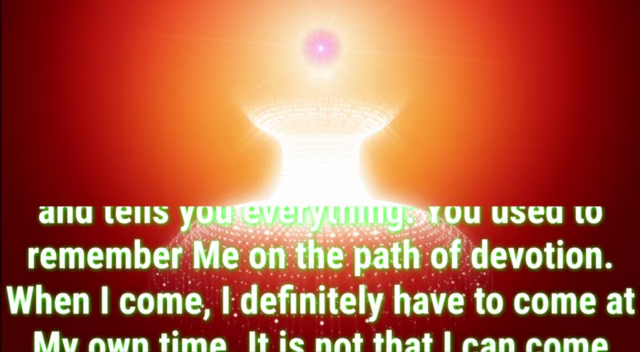 and tells you everything. You used to
remember Me on the path of devotion.
When I come, I definitely have to come at
My own time. It is not that I can come